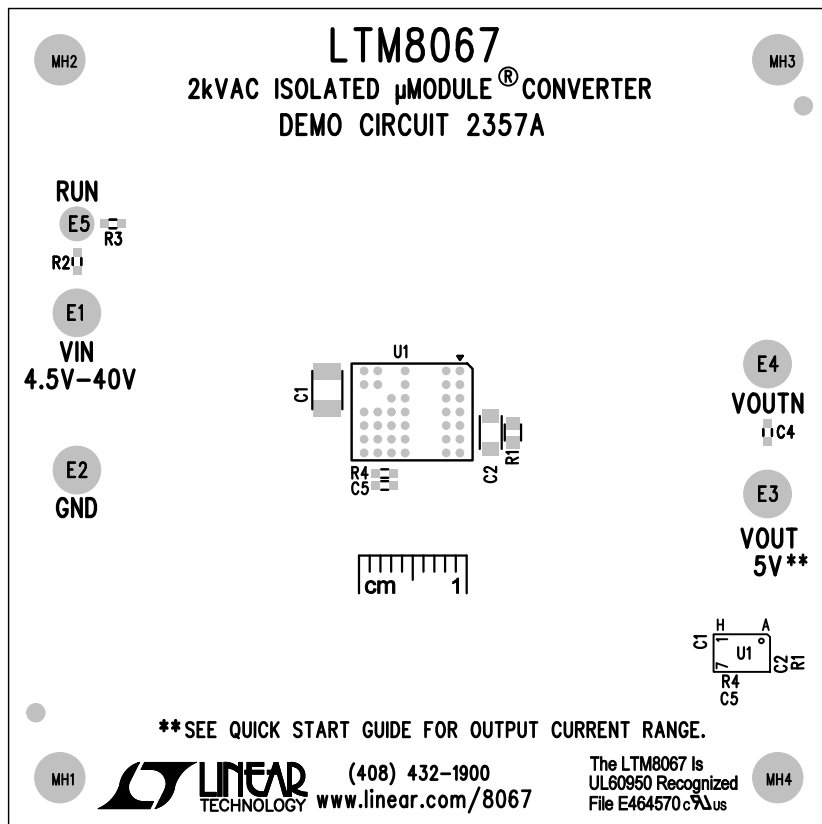 LTM8067
MH2
MH3
2kVAC ISOLATED µMODULE® CONVERTER
DEMO CIRCUIT 2357A
RUN
E5
R3
R2
E1
VIN
4.5V-40V
U1
C1
E4
VOUTN
C4
C2
R1
R4
C5
E2
GND
E3
VOUT
5V**
cm 1
H A
C1
1
U1
7
C2
R1
R4
C5
**SEE QUICK START GUIDE FOR OUTPUT CURRENT RANGE.
MH1
LINEAR
TECHNOLOGY
(408) 432-1900
www.linear.com/8067
The LTM8067 Is
UL60950 Recognized
File E464570 c RU us
MH4